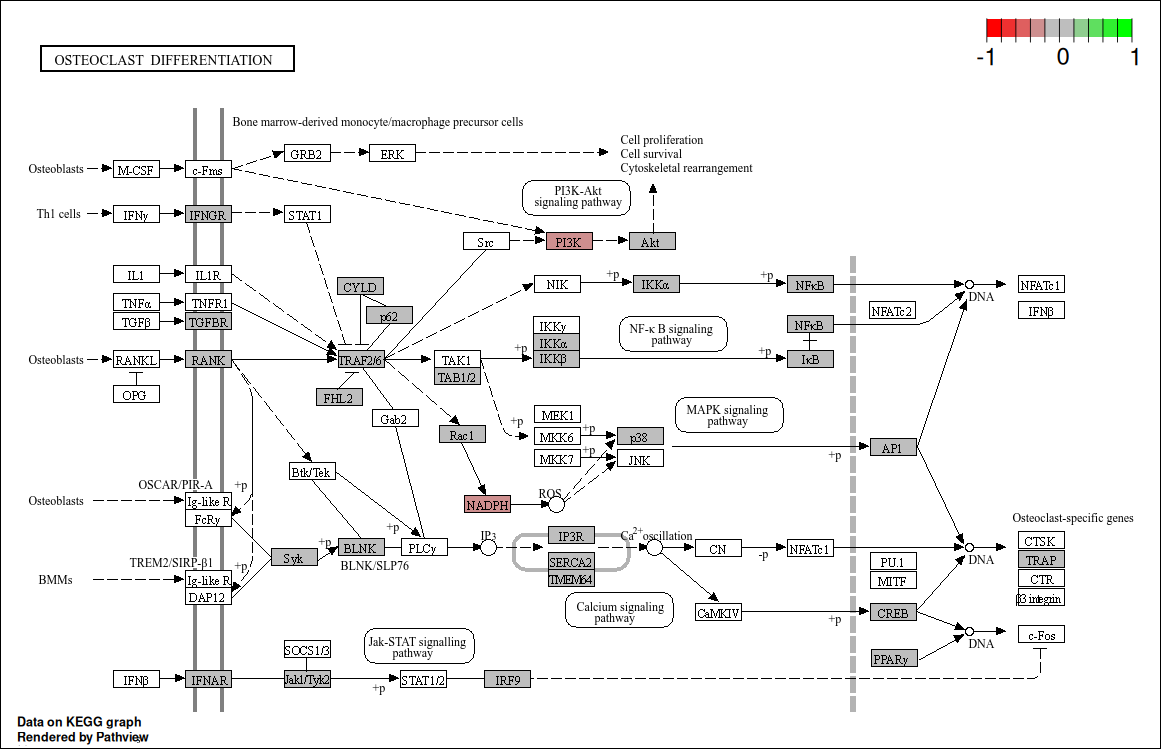 -1 0 1
OSTEOCLAST DIFFERENTIATION
Bone marrow-derived monocyte/macrophage precursor cells
Cell proliferation
Cell survival
Cytoskeletal rearrangement
GRB2 ERK
Osteoblasts M-CSF c-Fms
PI3K-Akt
signaling pathway
Th1 cells IFNγ IFNGR STAT1
Src PI3K Akt
IL1 IL1R
CYLD NIK +p IKKα +p NFκB NFATc1
DNA
TNFα TNFR1 NFATc2 IFNβ
p62
TGFβ TGFBR IKKγ NF-κ B signaling
pathway NFκB
IKKα
+p
Osteoblasts RANKL RANK TRAF2/6 TAK1 IKKβ +p IκB
TAB1/2
OPG FHL2
Gab2 MEK1 MAPK signaling
pathway
+p
Rac1 MKK6 +p p38
+p AP1
MKK7 +p JNK
Btk/Tek
OSCAR/PIR-A +p
ROS
Osteoblasts Ig-like R NADPH
FcRγ
+p
IP3 IP3R Ca2+ oscillation
Osteoclast-specific genes
CTSK
+p BLNK PLCγ CN -p NFATc1 DNA
Syk SERCA2 PU.1 TRAP
TREM2/SIRP-β1 +p BLNK/SLP76
BMMs Ig-like R TMEM64 MITF CTR
DAP12 β3 integrin
Calcium signaling
pathway
CaMKIV +p CREB
c-Fos
DNA
Jak-STAT signalling
pathway
SOCS1/3
PPARγ
IFNβ IFNAR Jak1/Tyk2 +p STAT1/2 IRF9
Data on KEGG graph
Rendered by Pathview